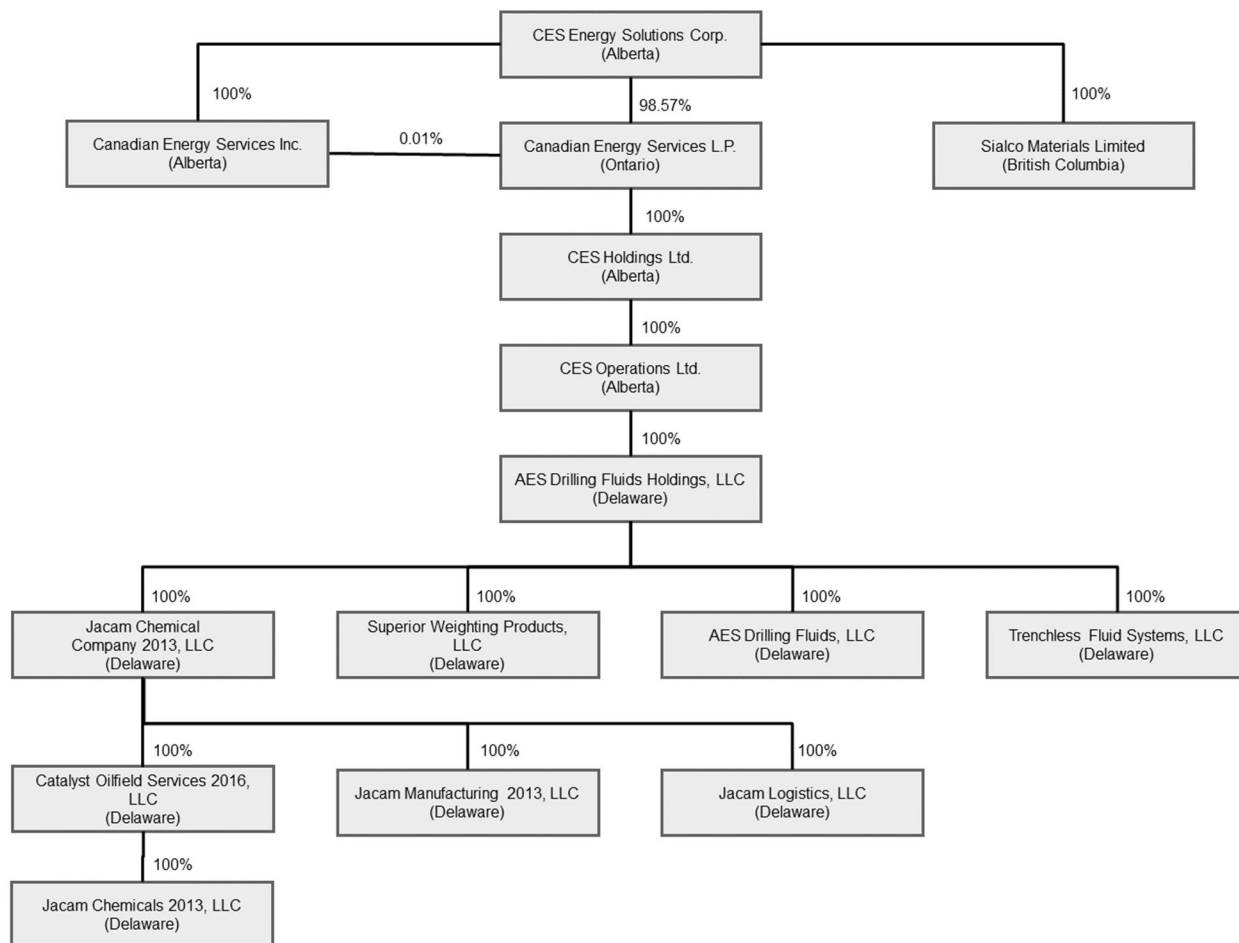 CES Energy Solutions Corp.
(Alberta)
100%
98.57%
100%
Canadian Energy Services Inc.
(Alberta)
0.01%
Canadian Energy Services L.P.
(Ontario)
Sialco Materials Limited
(British Columbia)
100%
CES Holdings Ltd.
(Alberta)
100%
CES Operations Ltd.
(Alberta)
100%
AES Drilling Fluids Holdings, LLC
(Delaware)
100%
100%
100%
100%
Jacam Chemical
Company 2013, LLC
(Delaware)
Superior Weighting Products,
LLC
(Delaware)
AES Drilling Fluids, LLC
(Delaware)
Trenchless Fluid Systems, LLC
(Delaware)
100%
100%
100%
Catalyst Oilfield Services 2016,
LLC
(Delaware)
Jacam Manufacturing 2013, LLC
(Delaware)
Jacam Logistics, LLC
(Delaware)
100%
Jacam Chemicals 2013, LLC
(Delaware)